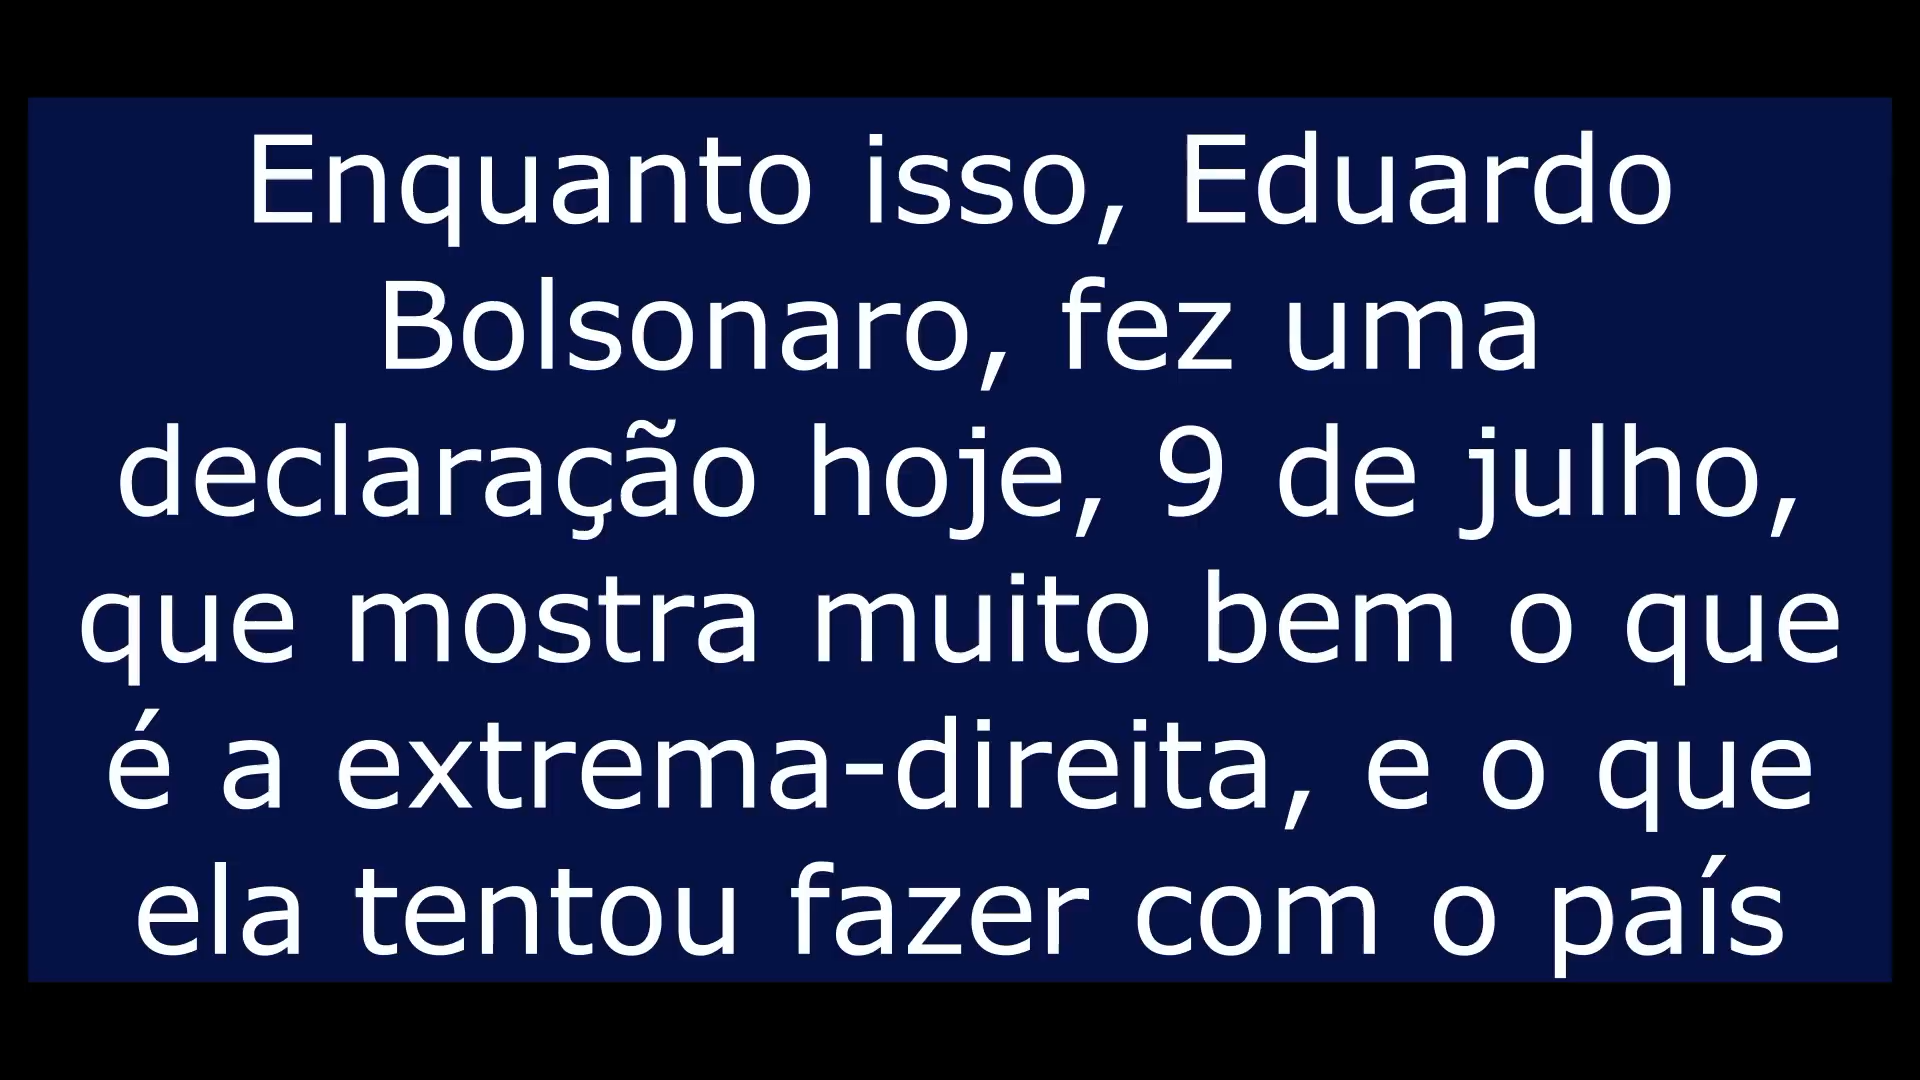 Enquanto isso, Eduardo
Bolsonaro, fez uma
declaração hoje, 9 de julho,
que mostra muito bem o que
é a extrema-direita, e o que
ela tentou fazer com o país